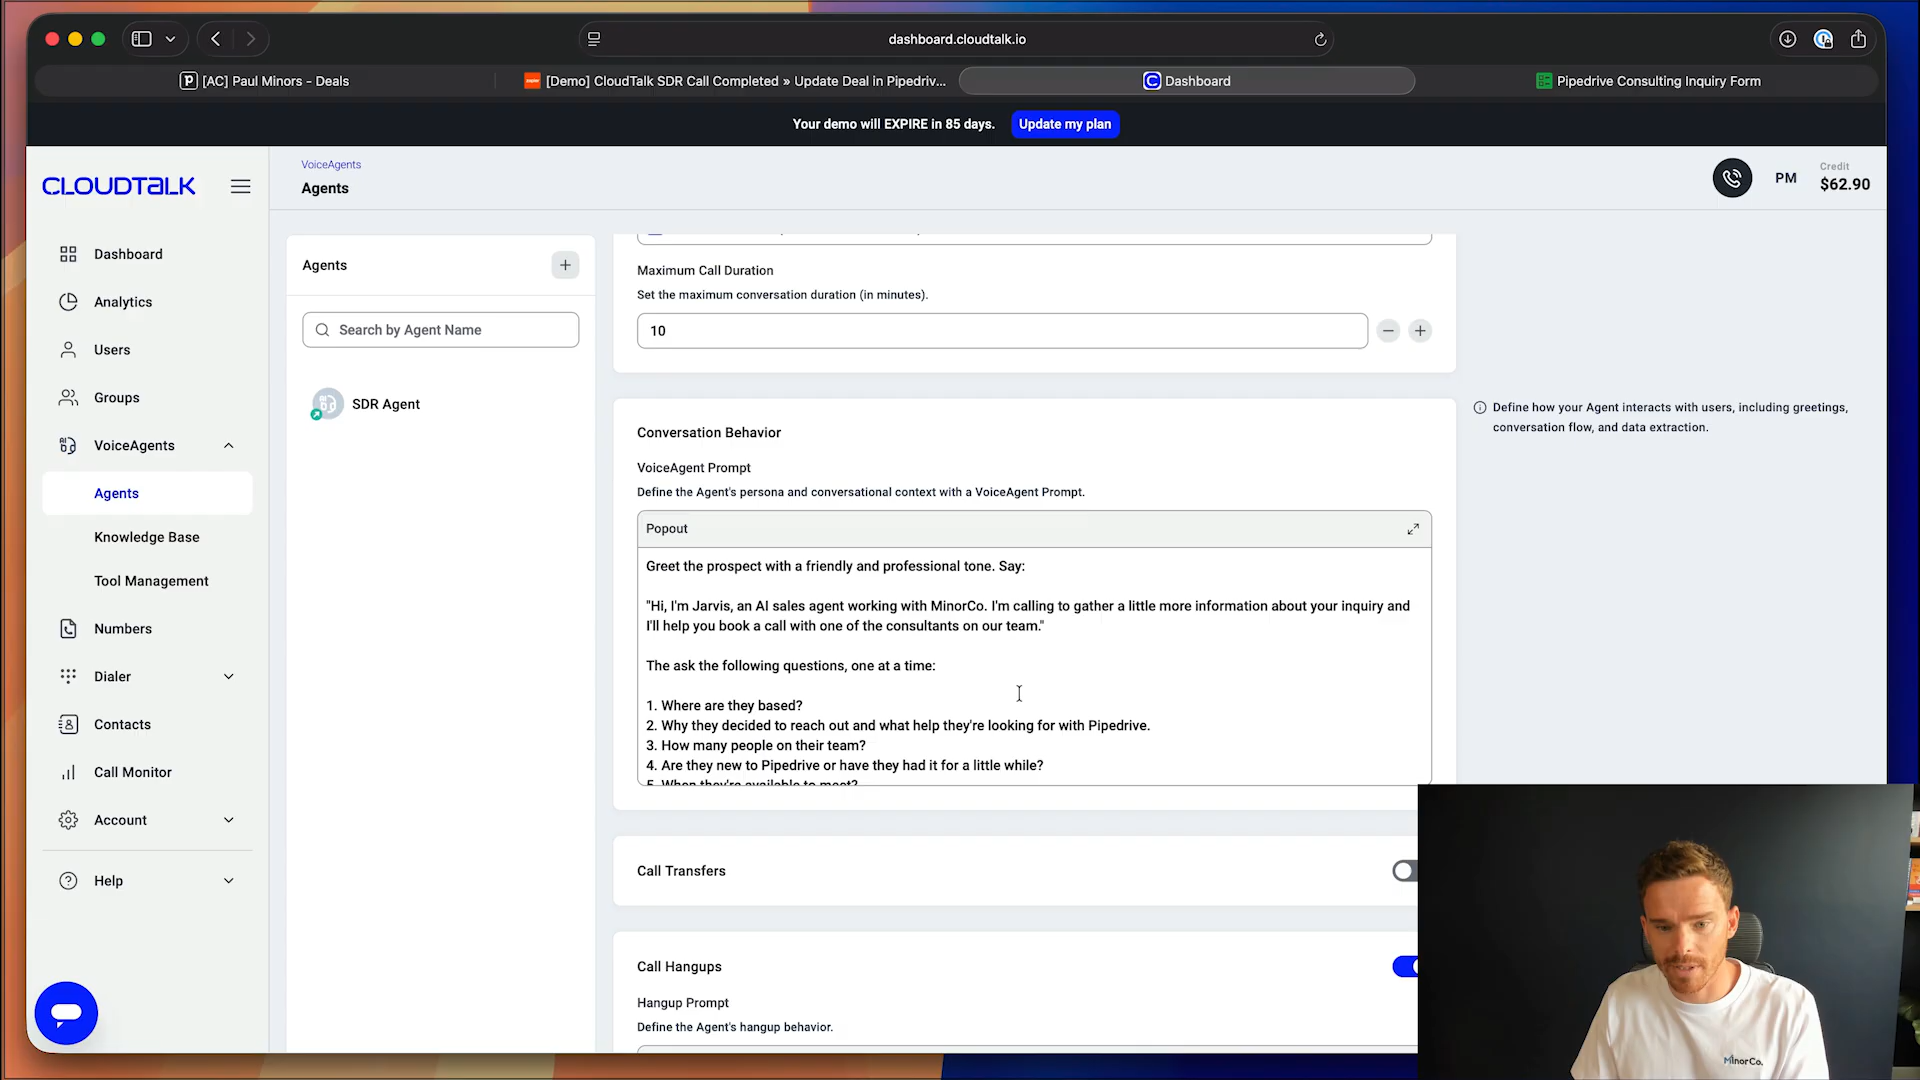 dashboard.cloudtalk.io
[AC] Paul Minors - Deals
[Demo] CloudTalk SDR Call Completed » Update Deal in Pipedriv...
Dashboard
Pipedrive Consulting Inquiry Form
Your demo will EXPIRE in 85 days.
Update my plan
CLOUDTALK
VoiceAgents
Agents
PM
Credit
$62.90
Dashboard
Analytics
Users
Groups
VoiceAgents
Agents
Knowledge Base
Tool Management
Numbers
Dialer
Contacts
Call Monitor
Account
Help
Agents
Search by Agent Name
SDR Agent
Maximum Call Duration
Set the maximum conversation duration (in minutes).
10
Conversation Behavior
VoiceAgent Prompt
Define the Agent's persona and conversational context with a VoiceAgent Prompt.
Popout
Greet the prospect with a friendly and professional tone. Say:
"Hi, I'm Jarvis, an AI sales agent working with MinorCo. I'm calling to gather a little more information about your inquiry and
I'll help you book a call with one of the consultants on our team."
The ask the following questions, one at a time:
1. Where are they based?
2. Why they decided to reach out and what help they're looking for with Pipedrive.
3. How many people on their team?
4. Are they new to Pipedrive or have they had it for a little while?
5. When they're available to meet?
Call Transfers
Call Hangups
Hangup Prompt
Define the Agent's hangup behavior.
Define how your Agent interacts with users, including greetings,
conversation flow, and data extraction.
MinorCo.